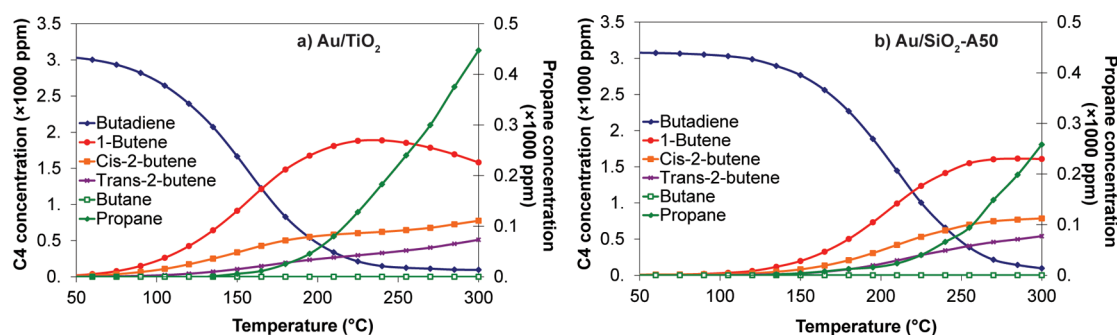 a) Au/TiO2
C4 concentration (×1000 ppm)
3.5
3.
2.5
2.
1.5
1.
0.5
0
Butadiene
1-Butene
Cis-2-butene
Trans-2-butene
Butane
Propane
0.5
0.4
0.3
0.2
0.1
0
Propane concentration
(×1000 ppm)
50 100 150 200 250 300
Temperature (°C)
b) Au/SiO2-A50
C4 concentration (×1000 ppm)
3.5
3.
2.5
2.
1.5
1.
0.5
0.
Butadiene
1-Butene
Cis-2-butene
Trans-2-butene
Butane
Propane
0.5
0.4
0.3
0.2
0.1
0
Propane concentration
(×1000 ppm)
50 100 150 200 250 300
Temperature (°C)